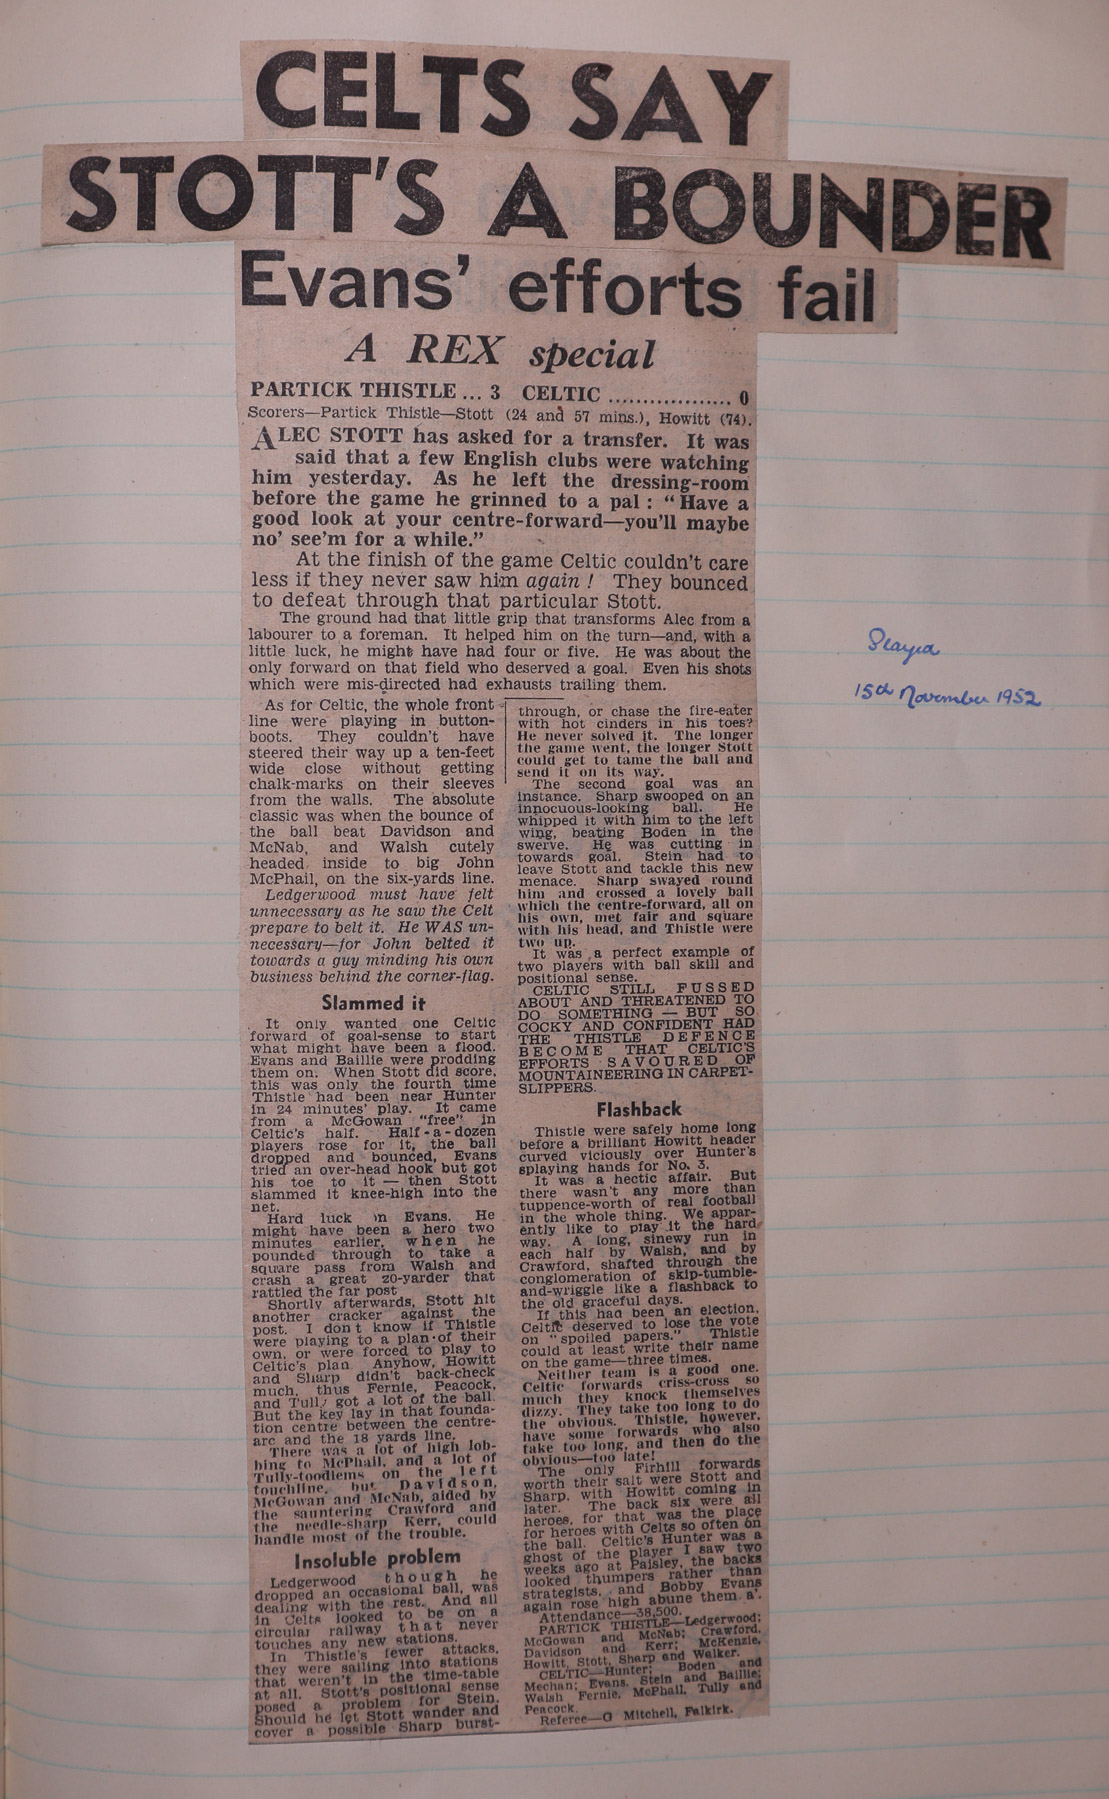 CELTS SAY
STOTT'S A BOUNDER
Evans' efforts fail
A REX special
PARTICK THISTLE ... 3 CELTIC ................. 0
Scorers—Partick Thistle—Stott (24 and 57 mins.), Howitt (74).
ALEC STOTT has asked for a transfer. It was
said that a few English clubs were watching
him yesterday. As he left the dressing-room
before the game he grinned to a pal: "Have a
good look at your centre-forward—you'll maybe
no' see'm for a while."
At the finish of the game Celtic couldn't care
less if they never saw him again! They bounced
to defeat through that particular Stott.
The ground had that little grip that transforms Alec from a
labourer to a foreman. It helped him on the turn—and, with a
little luck, he might have had four or five. He was about the
only forward on that field who deserved a goal. Even his shots
which were mis-directed had exhausts trailing them.
As for Celtic, the whole front
line were playing in button-
boots. They couldn't have
steered their way up a ten-feet
wide close without getting
chalk-marks on their sleeves
from the walls. The absolute
classic was when the bounce of
the ball beat Davidson and
McNab, and Walsh cutely
headed inside to big John
McPhail, on the six-yards line.
Ledgerwood must have felt
unnecessary as he saw the Celt
prepare to belt it. He WAS un-
necessary—for John belted it
towards a guy minding his own
business behind the corner-flag.
Slammed it
It only wanted one Celtic
forward of goal-sense to start
what might have been a flood.
Evans and Baillie were prodding
them on. When Stott did score,
this was only the fourth time
Thistle had been near Hunter
in 24 minutes' play. It came
from a McGowan "free" in
Celtic's half. Half-a-dozen
players rose for it, the ball
dropped and bounced, Evans
tried an over-head hook but got
his toe to it — then Stott
slammed it knee-high into the
net.
Hard luck on Evans. He
might have been a hero two
minutes earlier, when he
pounded through to take a
square pass from Walsh and
crash a great 20-yarder that
rattled the far post
Shortly afterwards, Stott hit
another cracker against the
post. I don't know if Thistle
were playing to a plan of their
own, or were forced to play to
Celtic's plan. Anyhow, Howitt
and Sharp didn't back-check
much, thus Fernie, Peacock,
and Tully got a lot of the ball.
But the key lay in that founda-
tion centre between the centre-
arc and the 18 yards line.
There was a lot of high lob-
bing to McPhail, and a lot of
Tully-toodlems on the left
touchline, but Davidson,
McGowan and McNab, aided by
the sauntering Crawford and
the needle-sharp Kerr, could
handle most of the trouble.
Insoluble problem
Ledgerwood though he
dropped an occasional ball, was
dealing with the rest. And all
in Celts looked to be on a
circular railway that never
touches any new stations.
In Thistle's fewer attacks,
they were sailing into stations
that weren't in the time-table
at all. Stott's positional sense
posed a problem for Stein.
Should he let Stott wander and
cover a possible Sharp burst-
through, or chase the fire-eater
with hot cinders in his toes?
He never solved it. The longer
the game went, the longer Stott
could get to tame the ball and
send it on its way.
The second goal was an
instance. Sharp swooped on an
innocuous-looking ball. He
whipped it with him to the left
wing, beating Boden in the
swerve. He was cutting in
towards goal. Stein had to
leave Stott and tackle this new
menace. Sharp swayed round
him and crossed a lovely ball
which the centre-forward, all on
his own, met fair and square
with his head, and Thistle were
two up.
It was a perfect example of
two players with ball skill and
positional sense.
CELTIC STILL FUSSED
ABOUT AND THREATENED TO
DO SOMETHING — BUT SO
COCKY AND CONFIDENT HAD
THE THISTLE DEFENCE
BECOME THAT CELTIC'S
EFFORTS SAVOURED OF
MOUNTAINEERING IN CARPET-
SLIPPERS.
Flashback
Thistle were safely home long
before a brilliant Howitt header
curved viciously over Hunter's
splaying hands for No. 3.
It was a hectic affair. But
there wasn't any more than
tuppence-worth of real football
in the whole thing. We appar-
ently like to play it the hard
way. A long, sinewy run in
each half by Walsh, and by
Crawford, shafted through the
conglomeration of skip-tumble-
and-wriggle like a flashback to
the old graceful days.
If this had been an election,
Celtic deserved to lose the vote
on "spoiled papers." Thistle
could at least write their name
on the game—three times.
Neither team is a good one.
Celtic forwards criss-cross so
much they knock themselves
dizzy. They take too long to do
the obvious. Thistle, however,
have some forwards who also
take too long, and then do the
obvious—too late!
The only Firhill forwards
worth their salt were Stott and
Sharp, with Howitt coming in
later. The back six were all
heroes, for that was the place
for heroes with Celts so often on
the ball. Celtic's Hunter was a
ghost of the player I saw two
weeks ago at Paisley, the backs
looked thumpers rather than
strategists, and Bobby Evans
again rose high abune them a'.
Attendance—38,500.
PARTICK THISTLE—Ledgerwood;
McGowan and McNab; Crawford,
Davidson and Kerr; McKenzie,
Howitt, Stott, Sharp and Walker.
CELTIC—Hunter; Boden and
Mechan; Evans, Stein and Baillie;
Walsh Fernie, McPhail, Tully and
Peacock.
Referee—G Mitchell, Falkirk.
Played
15th November 1952